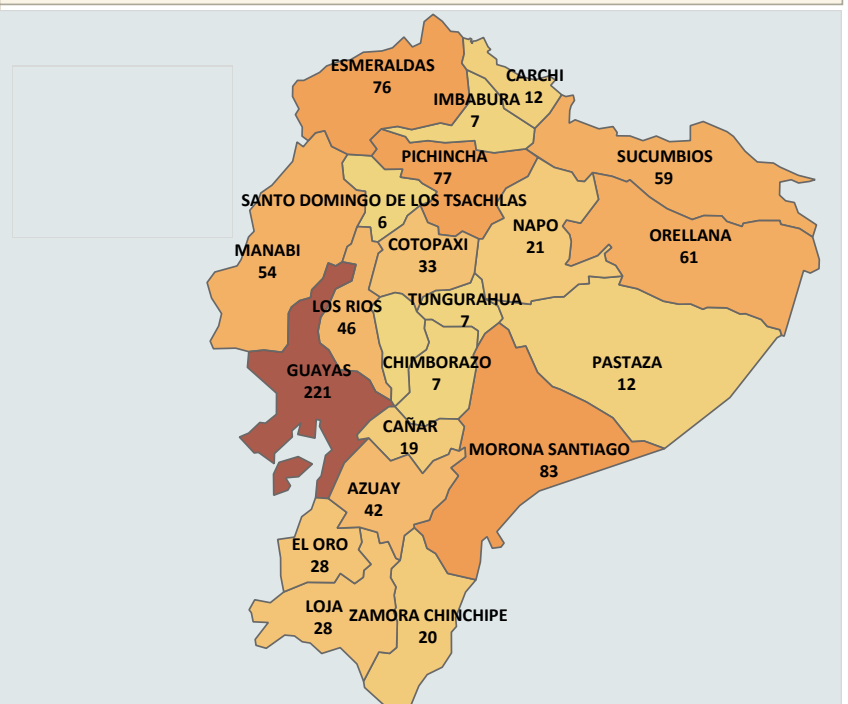 ESMERALDAS
76
CARCHI
12
IMBABURA
7
PICHINCHA
77
SUCUMBIOS
59
SANTO DOMINGO DE LOS TSACHILAS
6
NAPO
21
ORELLANA
61
MANABI
54
COTOPAXI
33
LOS RIOS
46
TUNGURAHUA
7
GUAYAS
221
CHIMBORAZO
7
PASTAZA
12
CAÑAR
19
MORONA SANTIAGO
83
AZUAY
42
EL ORO
28
LOJA
28
ZAMORA CHINCHIPE
20